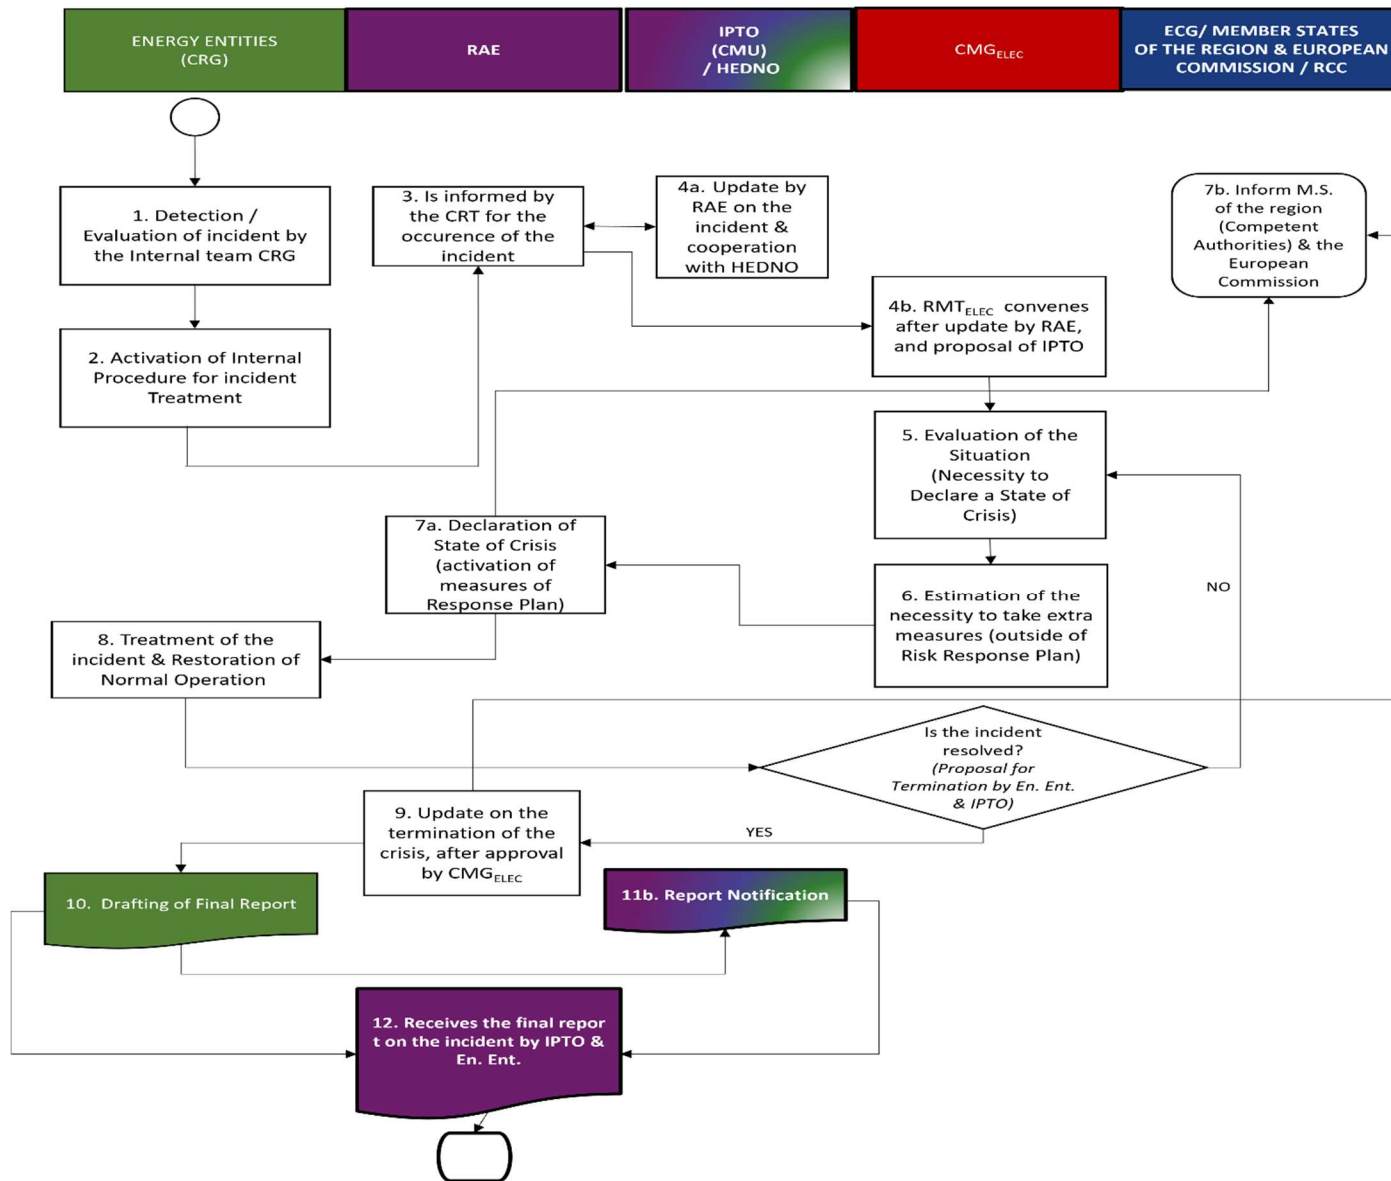 ENERGY ENTITIES
(CRG)
RAE
IPTO
(CMU)
/ HEDNO
CMGELEC
ECG/ MEMBER STATES
OF THE REGION & EUROPEAN
COMMISSION / RCC
1. Detection /
Evaluation of incident by
the Internal team CRG
3. Is informed by
the CRT for the
occurence of the
incident
4a. Update by
RAE on the
incident &
cooperation
with HEDNO
7b. Inform M.S.
of the region
(Competent
Authorities) & the
European
Commission
4b. RMTELEC convenes
after update by RAE,
and proposal of IPTO
2. Activation of Internal
Procedure for incident
Treatment
5. Evaluation of the
Situation
(Necessity to
Declare a State of
Crisis)
7a. Declaration of
State of Crisis
(activation of
measures of
Response Plan)
6. Estimation of the
necessity to take extra
measures (outside of
Risk Response Plan)
NO
8. Treatment of the
incident & Restoration of
Normal Operation
Is the incident
resolved?
(Proposal for
Termination by En. Ent.
& IPTO)
YES
9. Update on the
termination of the
crisis, after approval
by CMGELEC
10. Drafting of Final Report
11b. Report Notification
12. Receives the final repor
t on the incident by IPTO &
En. Ent.